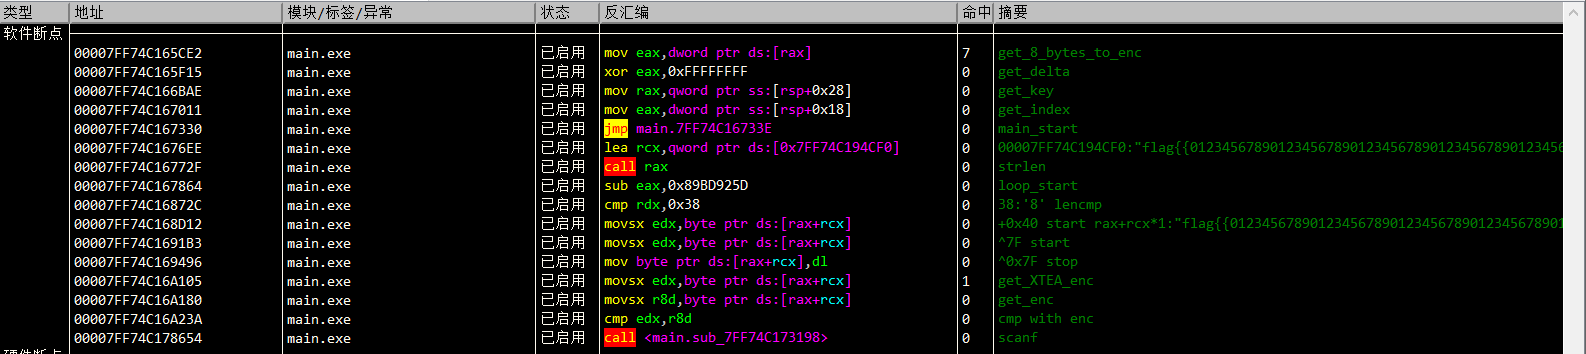 类型 地址 模块/标签/异常 状态 反汇编 命中 摘要
软件断点
00007FF74C165CE2 main.exe 已启用 mov eax,dword ptr ds:[rax] 7 get_8_bytes_to_enc
00007FF74C165F15 main.exe 已启用 xor eax,0xFFFFFFFF 0 get_delta
00007FF74C166BAE main.exe 已启用 mov rax,qword ptr ss:[rsp+0x28] 0 get_key
00007FF74C167011 main.exe 已启用 mov eax,dword ptr ss:[rsp+0x18] 0 get_index
00007FF74C167330 main.exe 已启用 jmp main.7FF74C16733E 0 main_start
00007FF74C1676EE main.exe 已启用 lea rcx,qword ptr ds:[0x7FF74C194CF0] 0 00007FF74C194CF0:"flag{{01234567890123456789012345678901234567890123456
00007FF74C16772F main.exe 已启用 call rax 0 strlen
00007FF74C167864 main.exe 已启用 sub eax,0x89BD925D 0 loop_start
00007FF74C16872C main.exe 已启用 cmp rdx,0x38 0 38:'8' lencmp
00007FF74C168D12 main.exe 已启用 movsx edx,byte ptr ds:[rax+rcx] 0 +0x40 start rax+rcx*1:"flag{{01234567890123456789012345678901234567890123456
00007FF74C1691B3 main.exe 已启用 movsx edx,byte ptr ds:[rax+rcx] 0 ^7F start
00007FF74C169496 main.exe 已启用 mov byte ptr ds:[rax+rcx],dl 0 ^0x7F stop
00007FF74C16A105 main.exe 已启用 movsx edx,byte ptr ds:[rax+rcx] 1 get_XTEA_enc
00007FF74C16A180 main.exe 已启用 movsx r8d,byte ptr ds:[rax+rcx] 0 get_enc
00007FF74C16A23A main.exe 已启用 cmp edx,r8d 0 cmp with enc
00007FF74C178654 main.exe 已启用 call <main.sub_7FF74C173198> 0 scanf